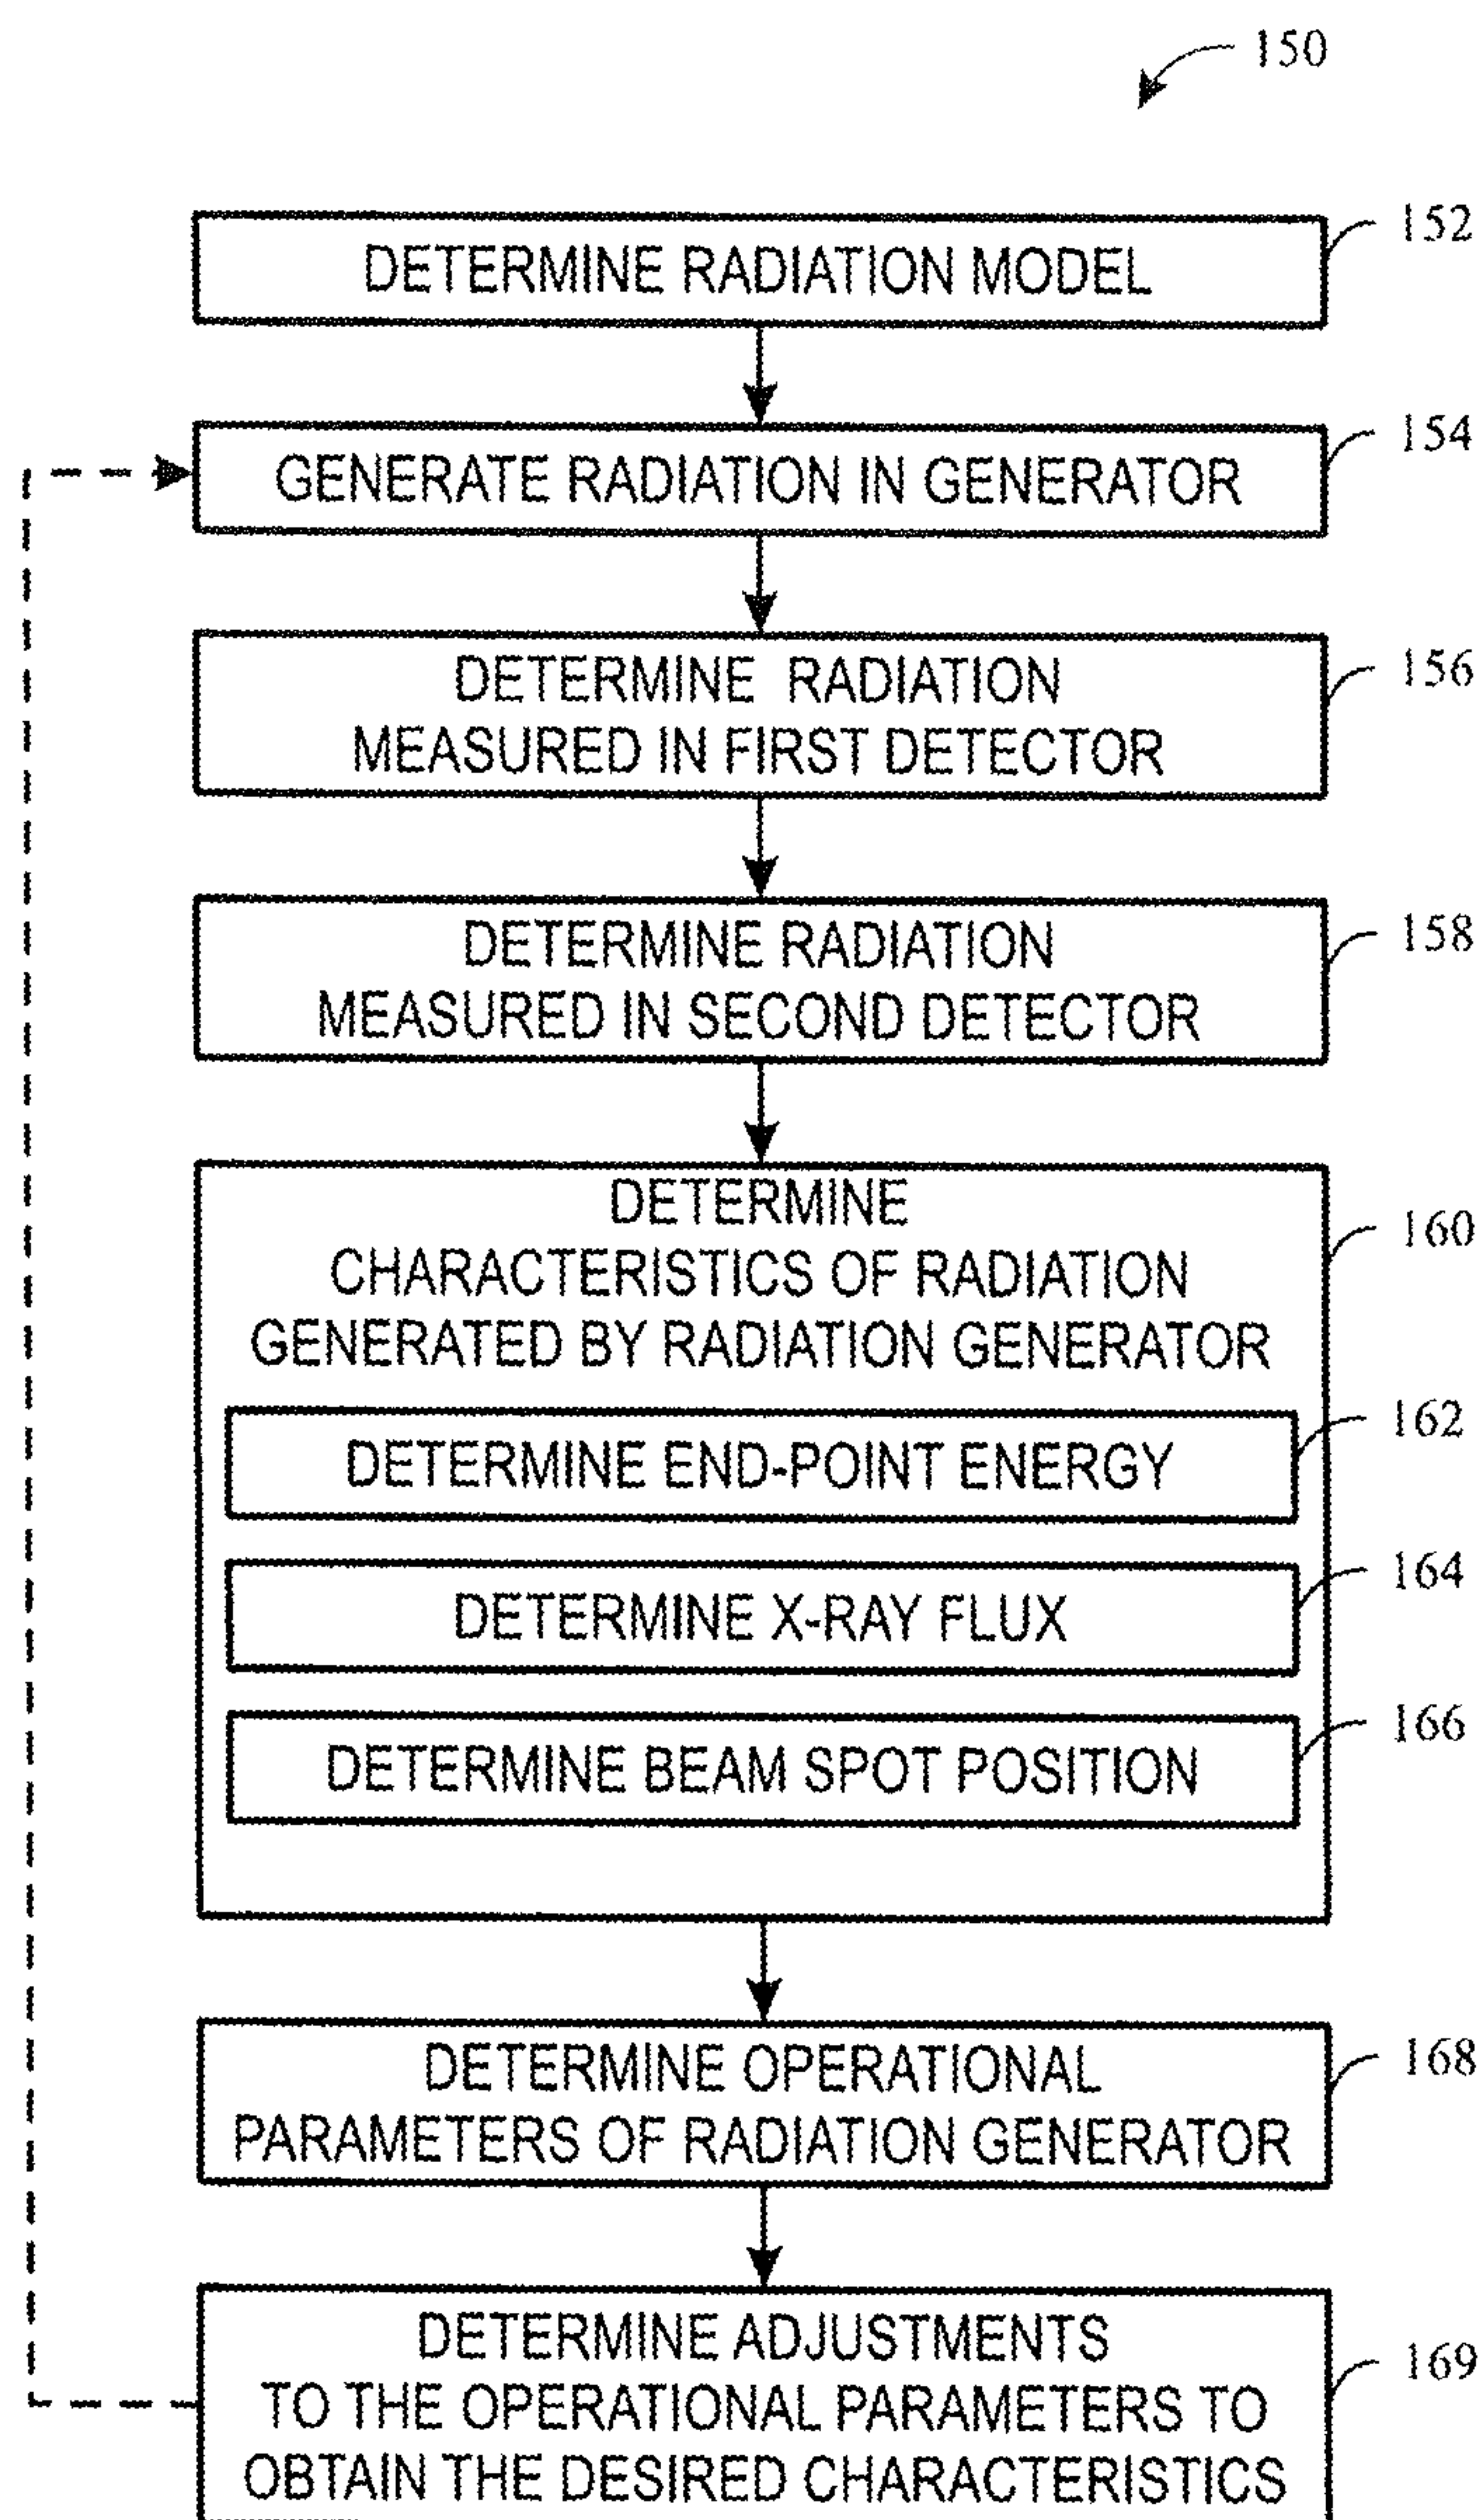 150
DETERMINE RADIATION MODEL
152
GENERATE RADIATION IN GENERATOR
154
DETERMINE RADIATION
MEASURED IN FIRST DETECTOR
156
DETERMINE RADIATION
MEASURED IN SECOND DETECTOR
158
DETERMINE
CHARACTERISTICS OF RADIATION
GENERATED BY RADIATION GENERATOR
160
DETERMINE END-POINT ENERGY
162
DETERMINE X-RAY FLUX
164
DETERMINE BEAM SPOT POSITION
166
DETERMINE OPERATIONAL
PARAMETERS OF RADIATION GENERATOR
168
DETERMINE ADJUSTMENTS
TO THE OPERATIONAL PARAMETERS TO
OBTAIN THE DESIRED CHARACTERISTICS
169